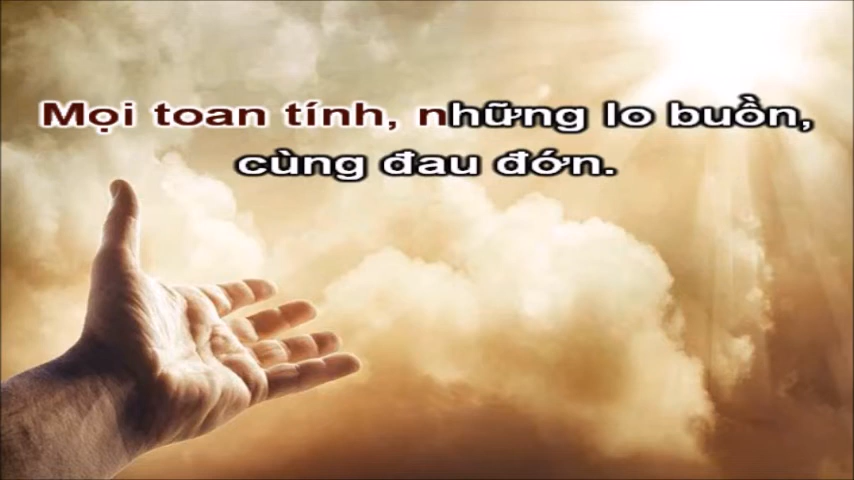 Mọi toan tính, những lo buồn,
cùng đau đớn.